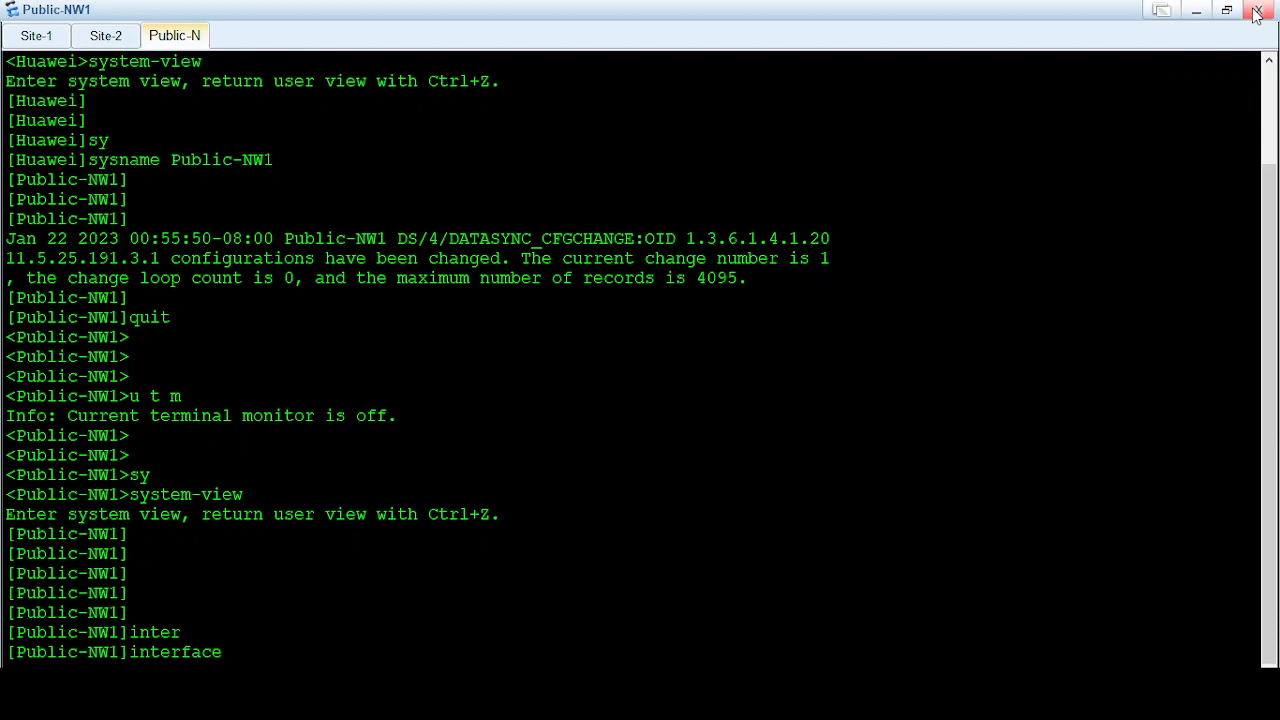 Public-NW1
Site-1 Site-2 Public-N
<Huawei>system-view
Enter system view, return user view with Ctrl+Z.
[Huawei]
[Huawei]
[Huawei]sy
[Huawei]sysname Public-NW1
[Public-NW1]
[Public-NW1]
[Public-NW1]
Jan 22 2023 00:55:50-08:00 Public-NW1 DS/4/DATASYNC_CFGCHANGE:OID 1.3.6.1.4.1.20
11.5.25.191.3.1 configurations have been changed. The current change number is 1
, the change loop count is 0, and the maximum number of records is 4095.
[Public-NW1]
[Public-NW1]quit
<Public-NW1>
<Public-NW1>
<Public-NW1>
<Public-NW1>u t m
Info: Current terminal monitor is off.
<Public-NW1>
<Public-NW1>
<Public-NW1>sy
<Public-NW1>system-view
Enter system view, return user view with Ctrl+Z.
[Public-NW1]
[Public-NW1]
[Public-NW1]
[Public-NW1]
[Public-NW1]
[Public-NW1]inter
[Public-NW1]interface